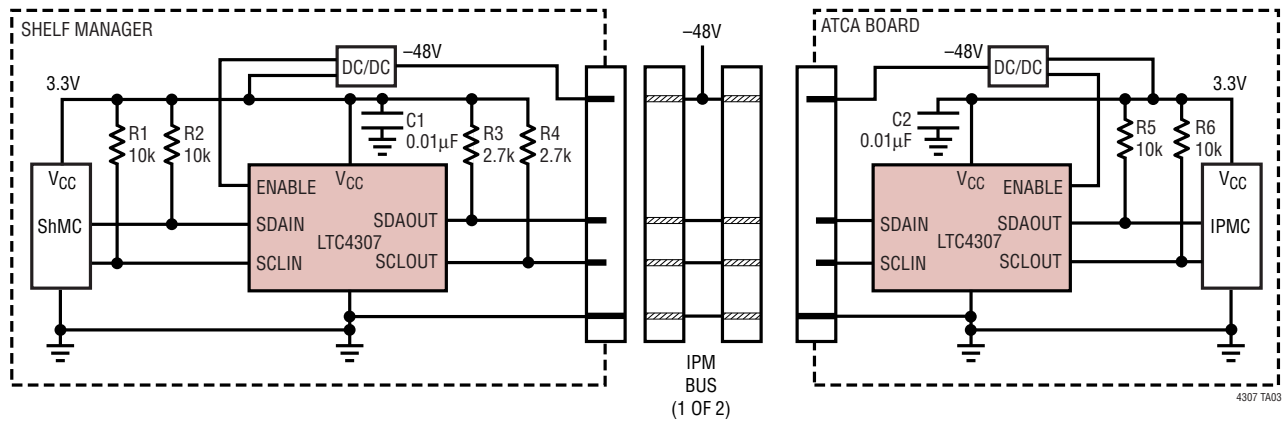 SHELF MANAGER
3.3V
DC/DC
–48V
R1
10k
R2
10k
C1
0.01μF
R3
2.7k
R4
2.7k
VCC
ShMC
VCC
ENABLE
SDAIN
SCLIN
LTC4307
SDAOUT
SCLOUT
–48V
IPM
BUS
(1 OF 2)
ATCA BOARD
–48V
DC/DC
3.3V
C2
0.01μF
R5
10k
R6
10k
VCC
ENABLE
SDAIN
SDAOUT
LTC4307
SCLIN
SCLOUT
VCC
IPMC
4307 TA03